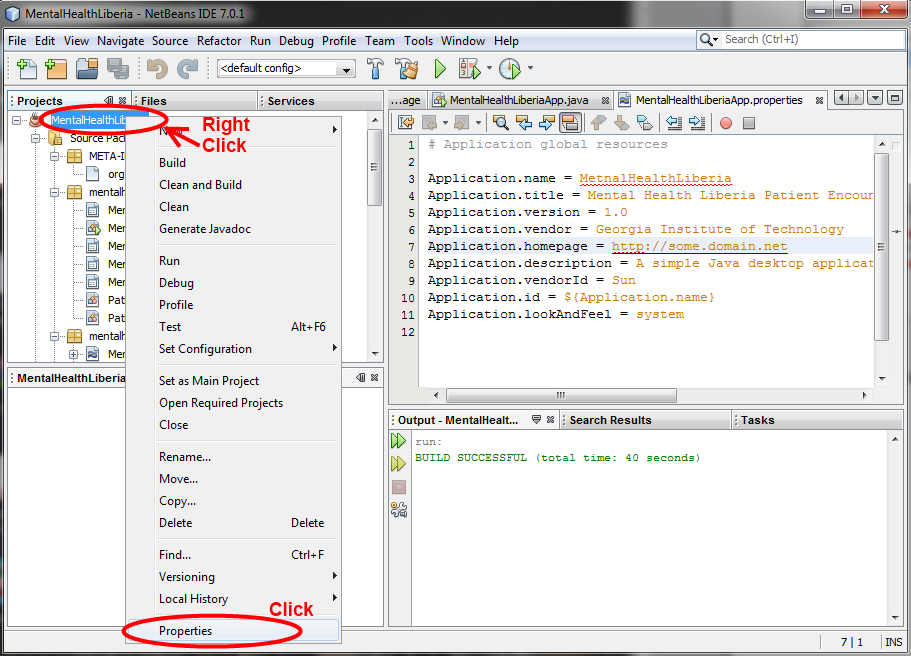 MentalHealthLiberia - NetBeans IDE 7.0.1
File Edit View Navigate Source Refactor Run Debug Profile Team Tools Window Help
Search (Ctrl+I)
<default config>
Projects
Files
Services
...age
MentalHealthLiberiaApp.java
MentalHealthLiberiaApp.properties
MentalHealthLib
Source Pac
META-I
org
mental
Mer
Mer
Mer
Mer
Mer
Pat
Pat
mental
Mer
MentalHealthLiberia
Right
Click
Build
Clean and Build
Clean
Generate Javadoc
Run
Debug
Profile
Test Alt+F6
Set Configuration
Set as Main Project
Open Required Projects
Close
Rename...
Move...
Copy...
Delete Delete
Find... Ctrl+F
Versioning
Local History
Click
Properties
1 # Application global resources
2
3 Application.name = MetnalHealthLiberia
4 Application.title = Mental Health Liberia Patient Encoun
5 Application.version = 1.0
6 Application.vendor = Georgia Institute of Technology
7 Application.homepage = http://some.domain.net
8 Application.description = A simple Java desktop applicat
9 Application.vendorId = Sun
10 Application.id = ${Application.name}
11 Application.lookAndFeel = system
12
Output - MentalHealt...
Search Results
Tasks
run:
BUILD SUCCESSFUL (total time: 40 seconds)
7 | 1 INS